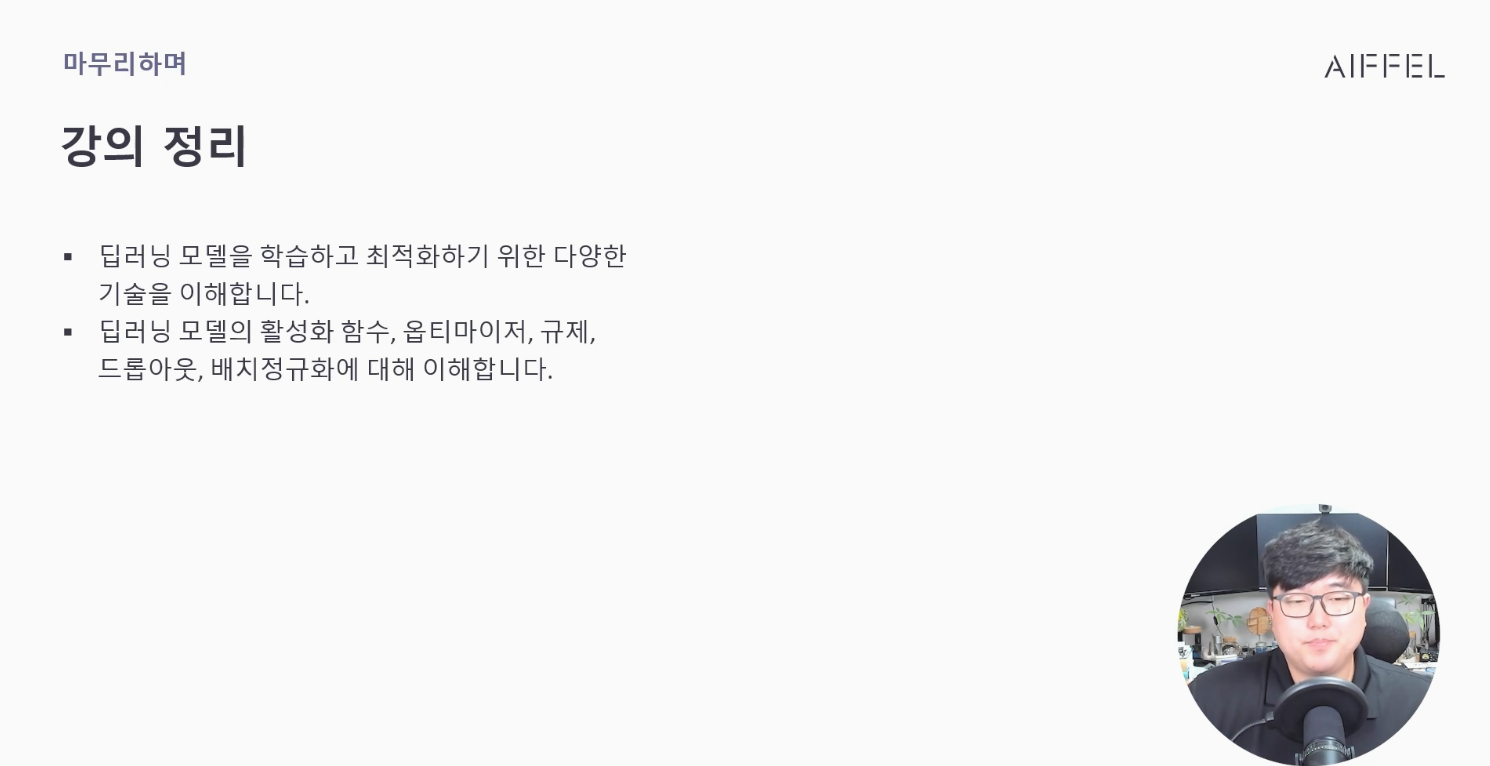 마무리하며
AIFFEL
강의 정리
▪ 딥러닝 모델을 학습하고 최적화하기 위한 다양한
기술을 이해합니다.
▪ 딥러닝 모델의 활성화 함수, 옵티마이저, 규제,
드롭아웃, 배치정규화에 대해 이해합니다.